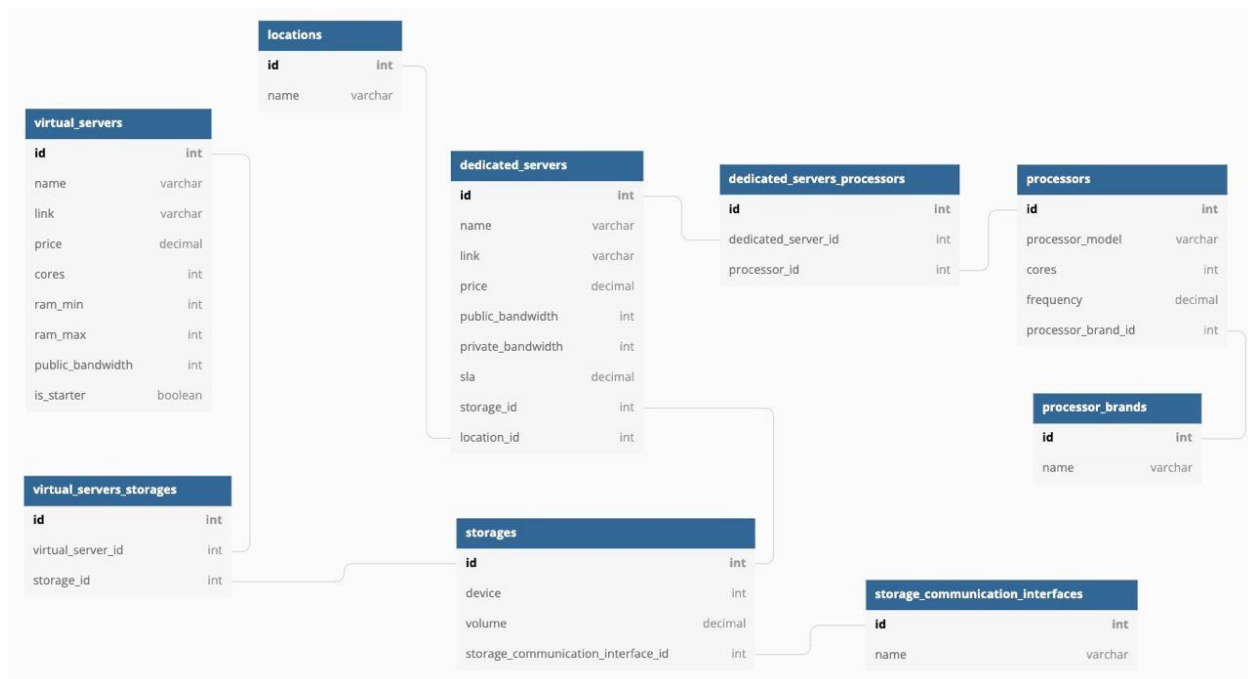 locations
id int
name varchar
virtual_servers
id int
name varchar
link varchar
price decimal
cores int
ram_min int
ram_max int
public_bandwidth int
is_starter boolean
dedicated_servers
id int
name varchar
link varchar
price decimal
public_bandwidth int
private_bandwidth int
sla decimal
storage_id int
location_id int
dedicated_servers_processors
id int
dedicated_server_id int
processor_id int
processors
id int
processor_model varchar
cores int
frequency decimal
processor_brand_id int
processor_brands
id int
name varchar
virtual_servers_storages
id int
virtual_server_id int
storage_id int
storages
id int
device int
volume decimal
storage_communication_interface_id int
storage_communication_interfaces
id int
name varchar